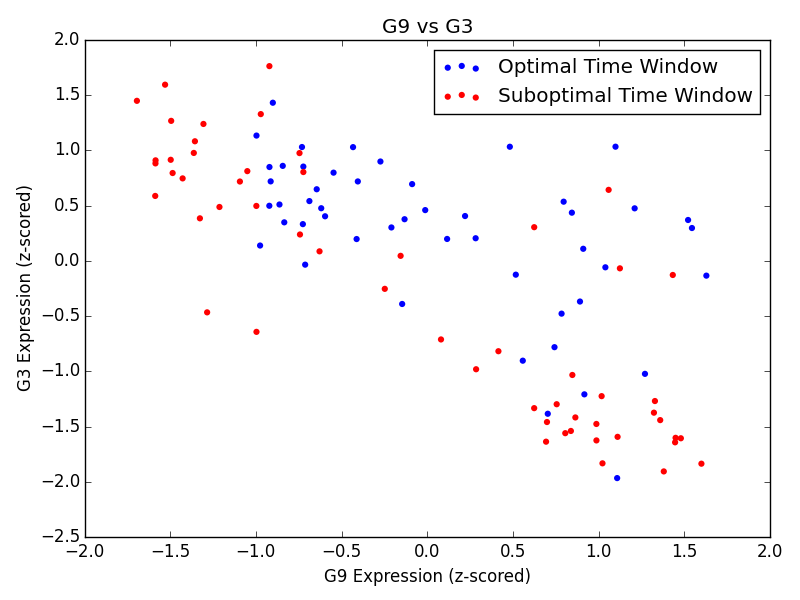 G9 vs G3
Optimal Time Window
Suboptimal Time Window
2.0
1.5
1.0
0.5
0.0
−0.5
−1.0
−1.5
−2.0
−2.5
G3 Expression (z-scored)
−2.0 −1.5 −1.0 −0.5 0.0 0.5 1.0 1.5 2.0
G9 Expression (z-scored)